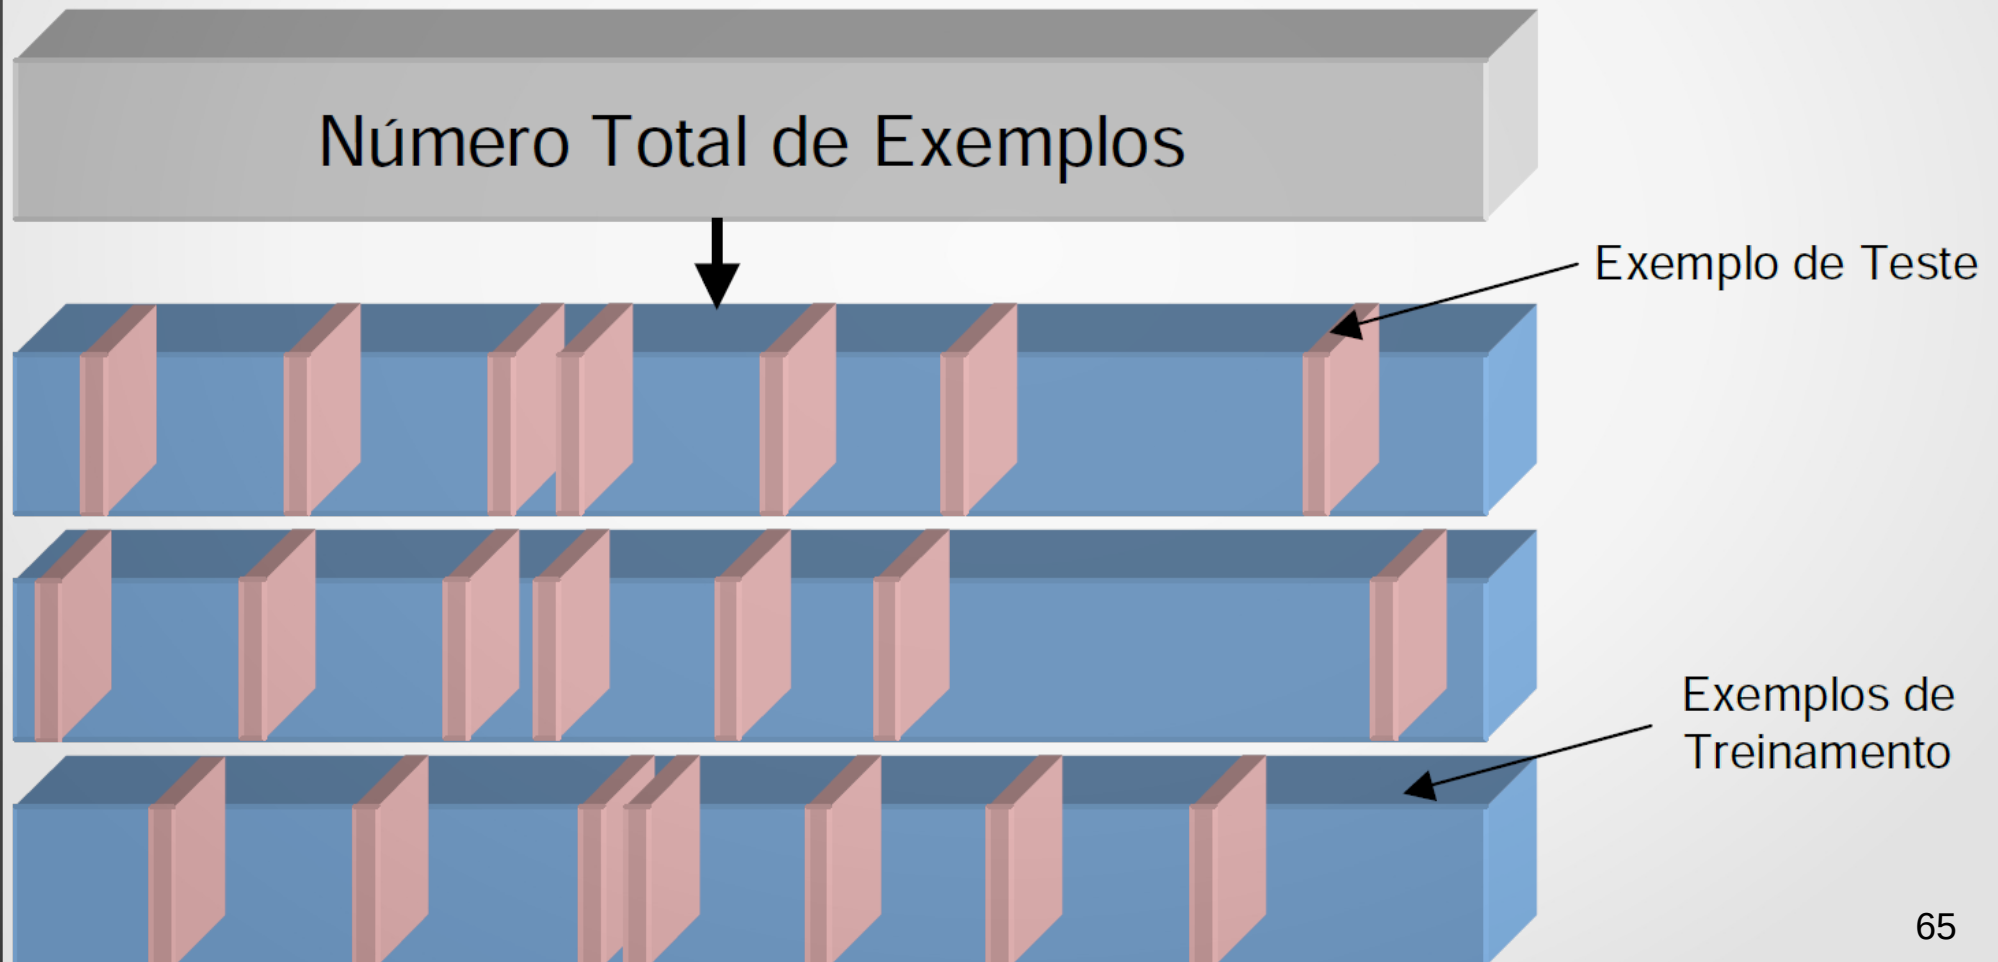 Número Total de Exemplos
Exemplo de Teste
Exemplos de
Treinamento
65